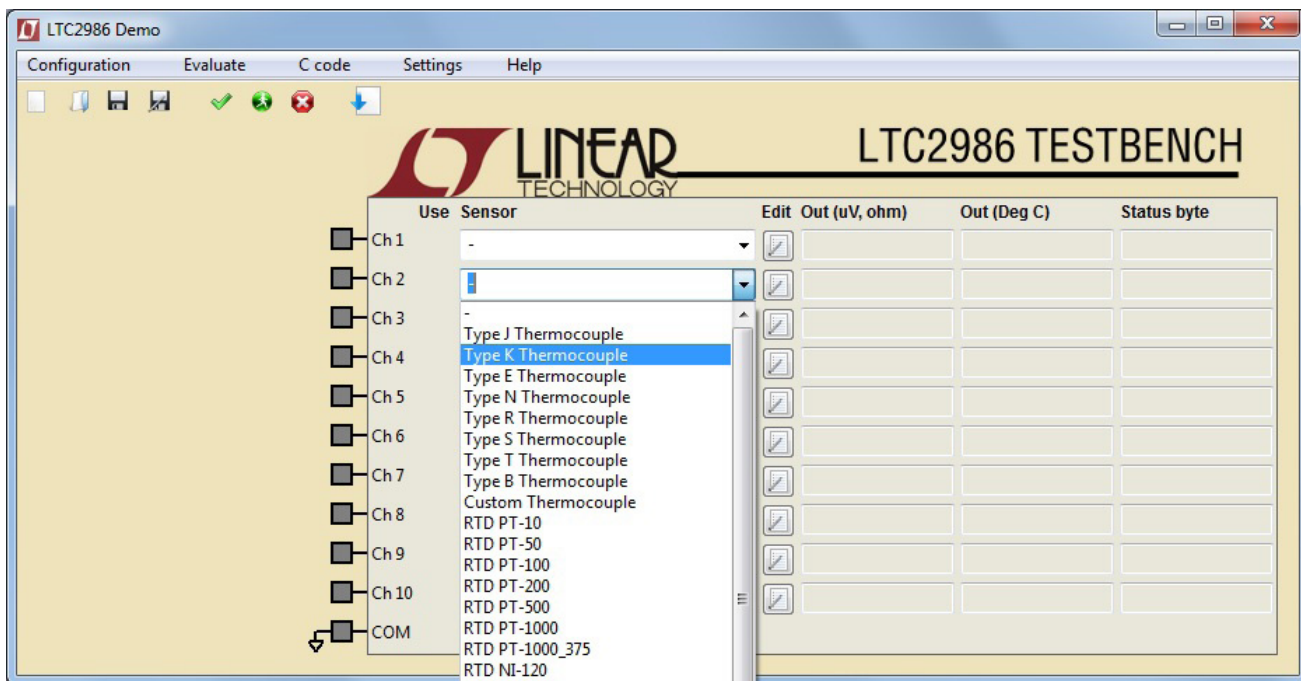 LTC2986 Demo
Configuration Evaluate C code Settings Help
LINEAR
TECHNOLOGY
LTC2986 TESTBENCH
Use Sensor Edit Out (uV, ohm) Out (Deg C) Status byte
Ch 1 -
Ch 2 -
Ch 3
Ch 4
Ch 5
Ch 6
Ch 7
Ch 8
Ch 9
Ch 10
COM
-
Type J Thermocouple
Type K Thermocouple
Type E Thermocouple
Type N Thermocouple
Type R Thermocouple
Type S Thermocouple
Type T Thermocouple
Type B Thermocouple
Custom Thermocouple
RTD PT-10
RTD PT-50
RTD PT-100
RTD PT-200
RTD PT-500
RTD PT-1000
RTD PT-1000_375
RTD NI-120